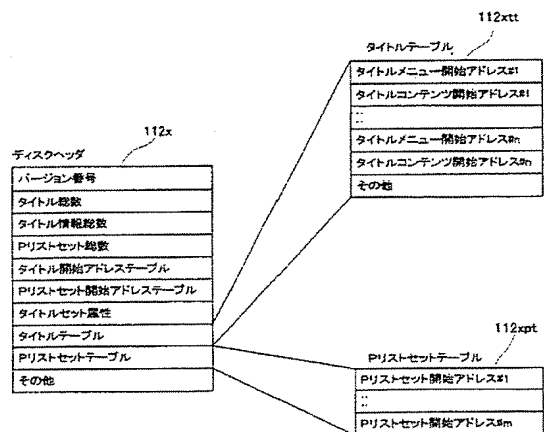 112x
ディスクヘッダ
バージョン番号
タイトル総数
タイトル情報総数
Pリストセット総数
タイトル開始アドレステーブル
Pリストセット開始アドレステーブル
タイトルセット属性
タイトルテーブル
Pリストセットテーブル
その他
112xtt
タイトルテーブル
タイトルメニュー開始アドレス#1
タイトルコンテンツ開始アドレス#1
::
タイトルメニュー開始アドレス#n
タイトルコンテンツ開始アドレス#n
その他
112xpt
Pリストセットテーブル
Pリストセット開始アドレス#1
::
Pリストセット開始アドレス#m